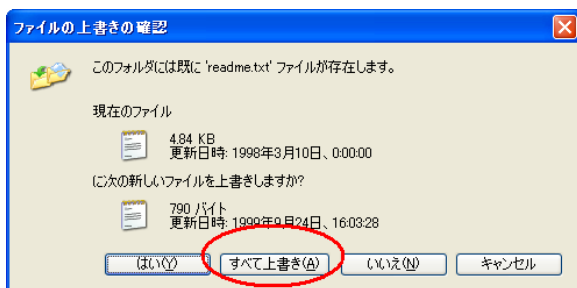 ファイルの上書きの確認
このフォルダには既に 'readme.txt' ファイルが存在します。
現在のファイル
4.84 KB
更新日時: 1998年3月10日、0:00:00
に次の新しいファイルを上書きしますか?
790 バイト
更新日時: 1999年9月24日、16:03:28
はい(Y) すべて上書き(A) いいえ(N) キャンセル